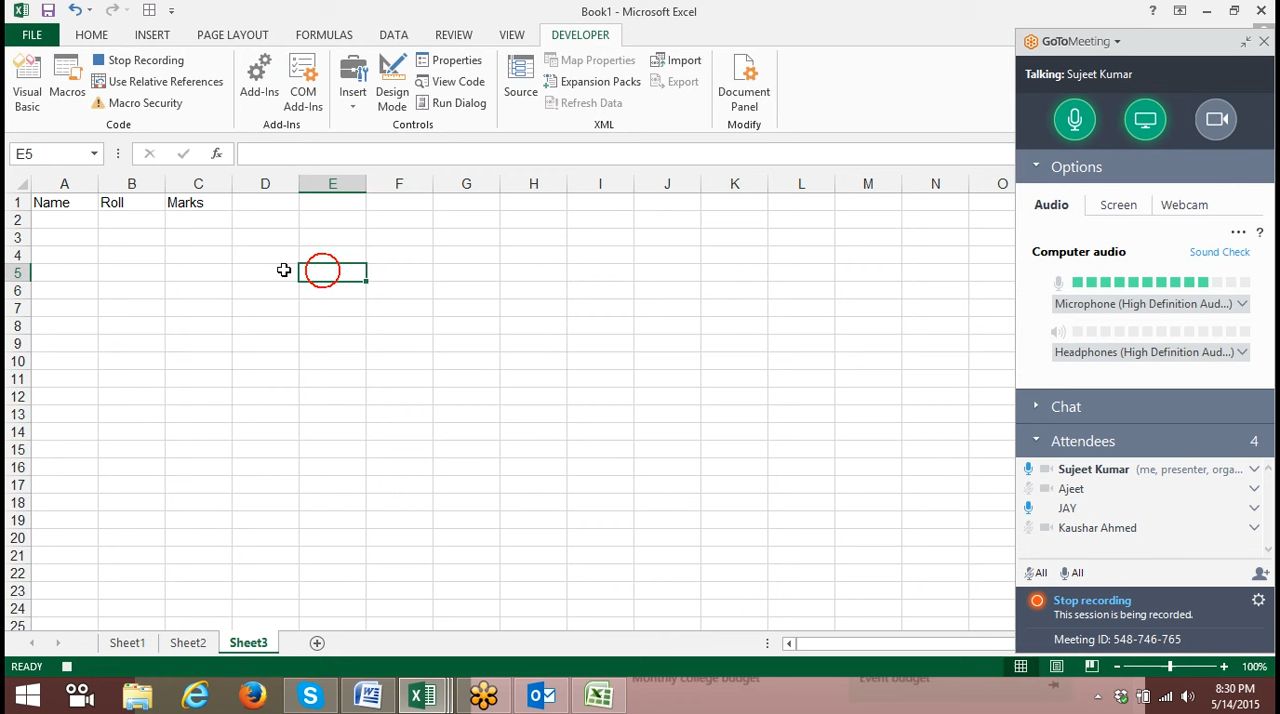 Book1 - Microsoft Excel
FILE HOME INSERT PAGE LAYOUT FORMULAS DATA REVIEW VIEW DEVELOPER
Visual Basic
Macros
Stop Recording
Use Relative References
Macro Security
Code
Add-Ins
COM Add-Ins
Add-Ins
Insert
Design Mode
Properties
View Code
Run Dialog
Controls
Source
Map Properties
Expansion Packs
Refresh Data
Import
Export
XML
Document Panel
Modify
E5
fx
A B C D E F G H I J K L M N O
1 Name Roll Marks
2
3
4
5
6
7
8
9
10
11
12
13
14
15
16
17
18
19
20
21
22
23
24
25
Sheet1 Sheet2 Sheet3
READY
100%
GoToMeeting
Talking: Sujeet Kumar
Options
Audio Screen Webcam
... ?
Computer audio Sound Check
Microphone (High Definition Aud...)
Headphones (High Definition Aud...)
Chat
Attendees 4
Sujeet Kumar (me, presenter, orga...
Ajeet
JAY
Kaushar Ahmed
All All
Stop recording
This session is being recorded.
Meeting ID: 548-746-765
Monthly college budget
Event budget
8:30 PM
5/14/2015